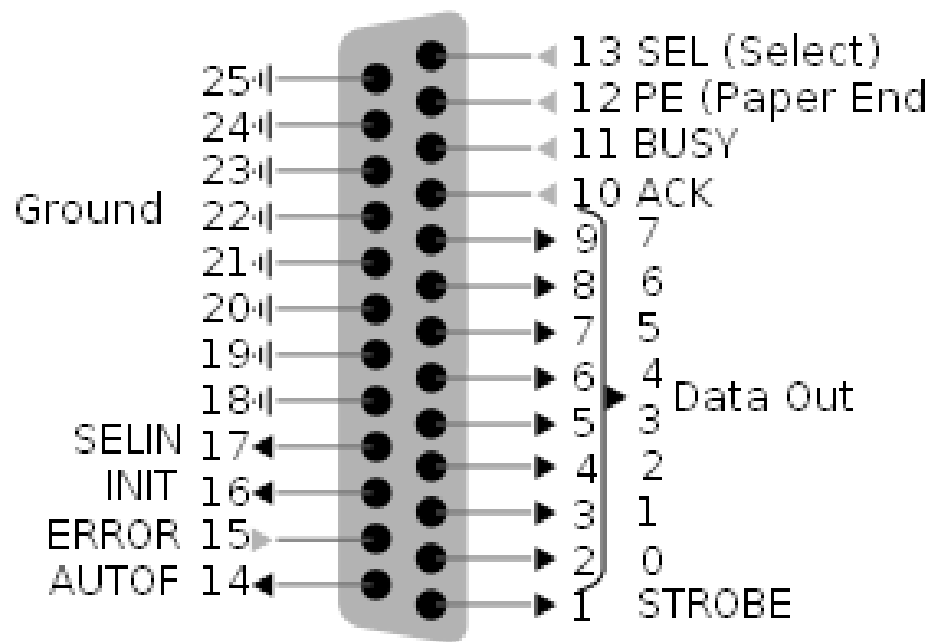 13 SEL (Select)
25
12 PE (Paper End
24
11 BUSY
23
10 ACK
Ground
22
9 7
21
8 6
20
7 5
19
6 4
18
Data Out
5 3
SELIN 17
4 2
INIT 16
3 1
ERROR 15
2 0
AUTOF 14
1 STROBE